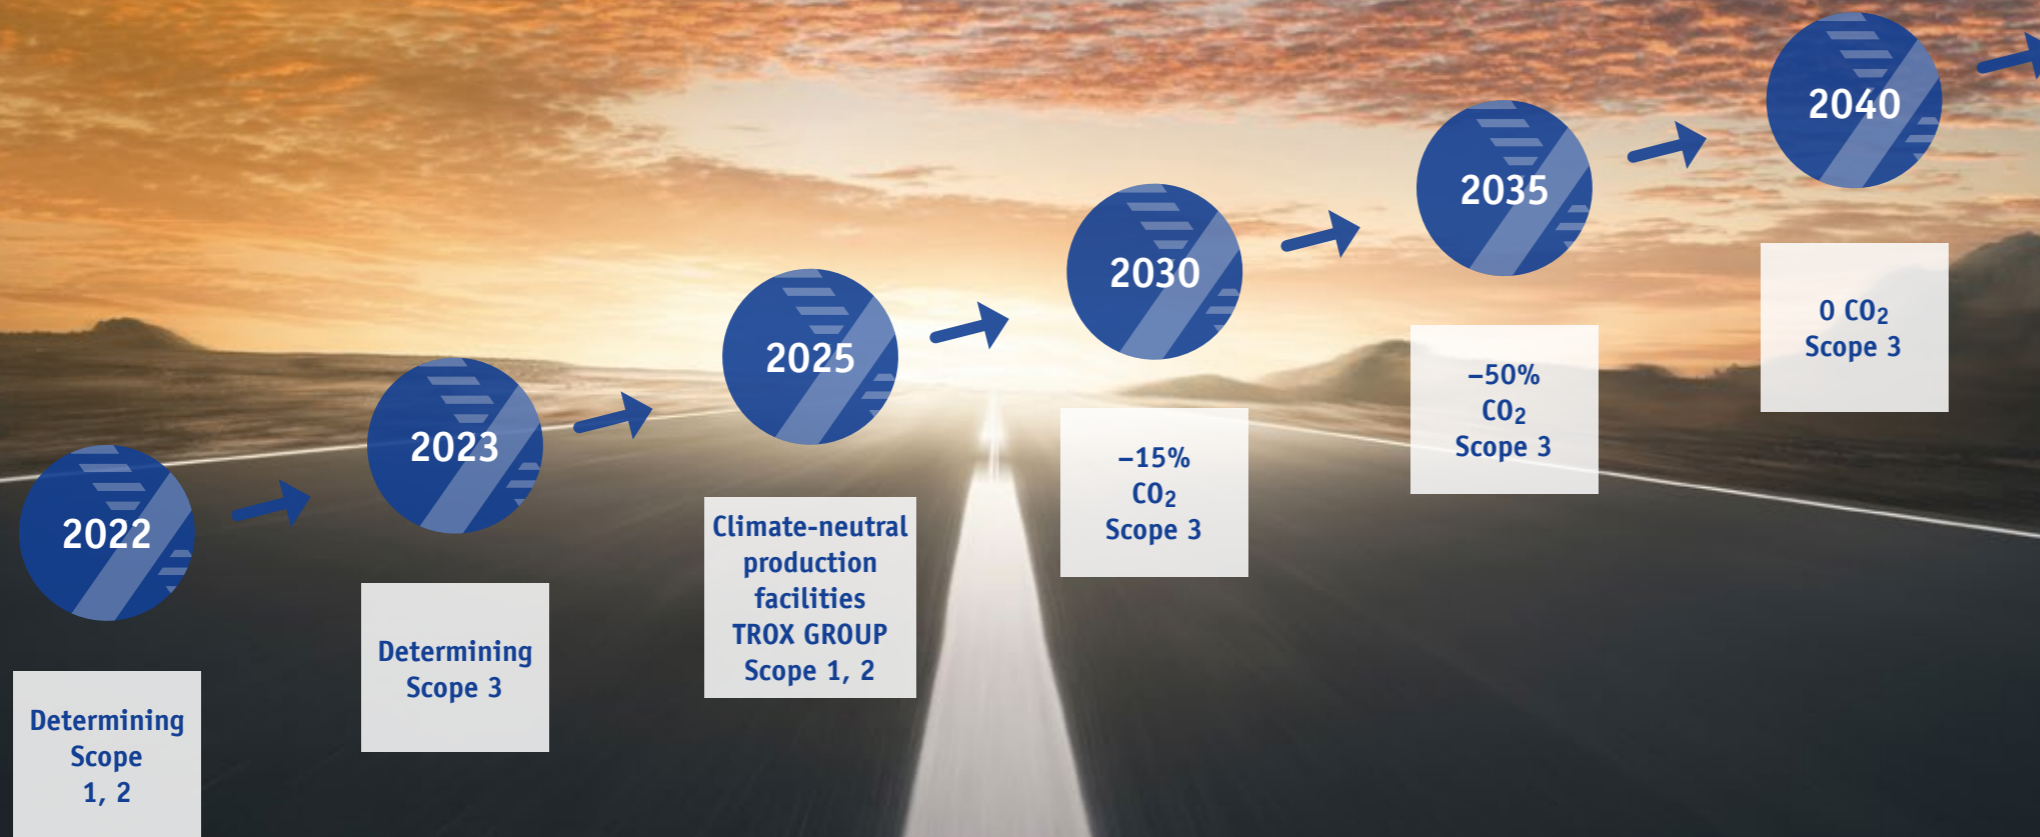 2022
Determining
Scope
1, 2
2023
Determining
Scope 3
2025
Climate-neutral
production
facilities
TROX GROUP
Scope 1, 2
2030
–15%
CO₂
Scope 3
2035
–50%
CO₂
Scope 3
2040
0 CO₂
Scope 3